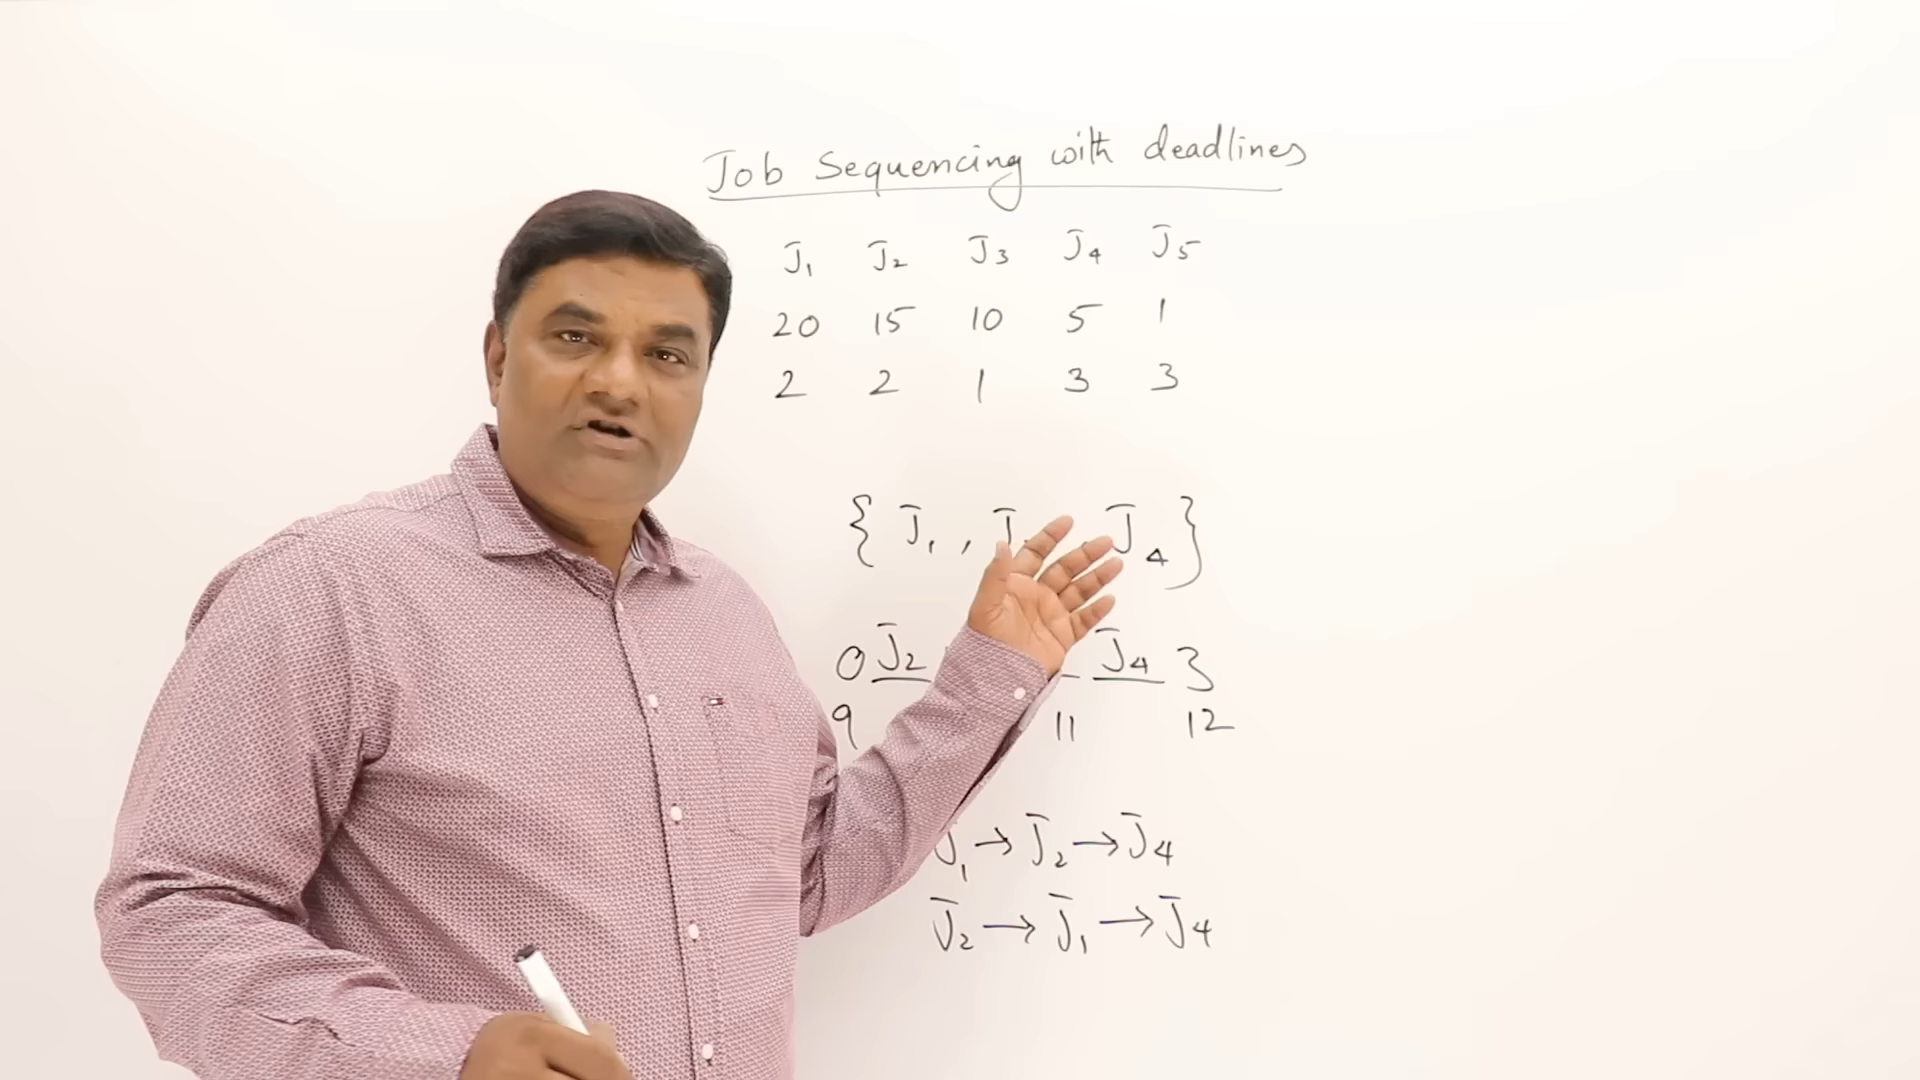 Job Sequencing with deadlines
J₁ J₂ J₃ J₄ J₅
20 15 10 5 1
2 2 1 3 3
{ J₁ , J , J₄ }
0 J₂ J₄ 3
9 11 12
J₁ → J₂ → J₄
J₂ → J₁ → J₄